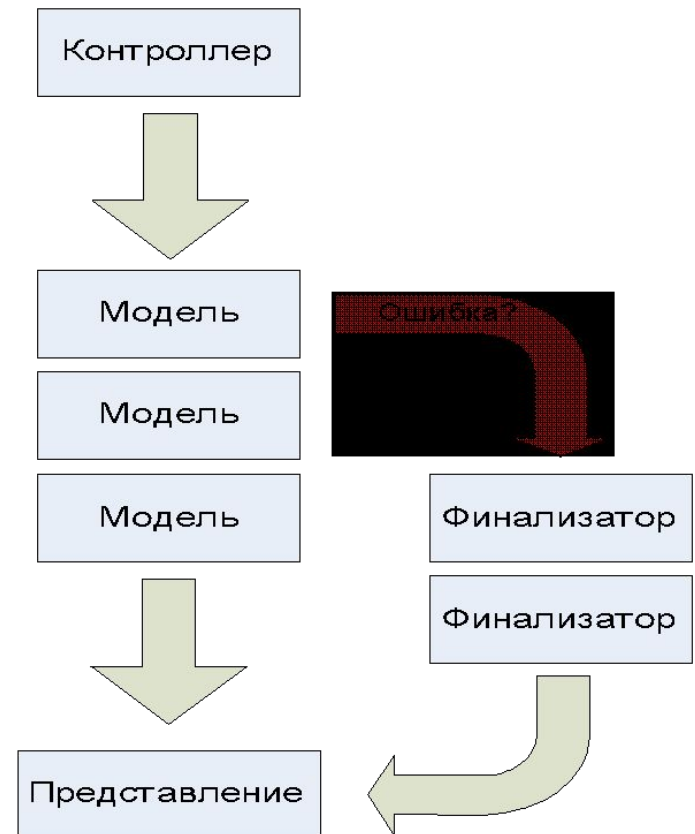 Контроллер
Модель
Ошибка?
Модель
Модель
Финализатор
Финализатор
Представление